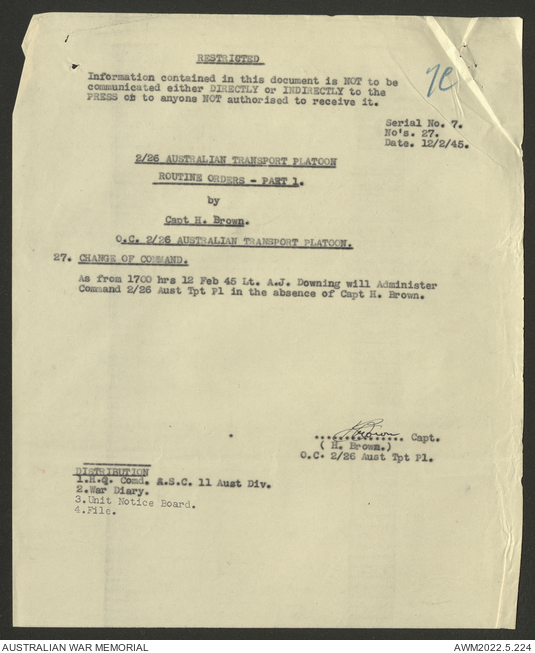 RESTRICTED
Information contained in this document is NOT to be
communicated either DIRECTLY or INDIRECTLY to the
PRESS or to anyone NOT authorised to receive it.
7C
Serial No. 7.
No's. 27.
Date. 12/2/45.
2/26 AUSTRALIAN TRANSPORT PLATOON
ROUTINE ORDERS - PART 1.
by
Capt H. Brown.
O.C. 2/26 AUSTRALIAN TRANSPORT PLATOON.
27. CHANGE OF COMMAND.
As from 1700 hrs 12 Feb 45 Lt. A.J. Downing will Administer
Command 2/26 Aust Tpt Pl in the absence of Capt H. Brown.
HBrown Capt.
( H. Brown.)
O.C. 2/26 Aust Tpt Pl.
DISTRIBUTION
1.H.Q. Comd. A.S.C. 11 Aust Div.
2.War Diary.
3.Unit Notice Board.
4.File.
AUSTRALIAN WAR MEMORIAL
AWM2022.5.224